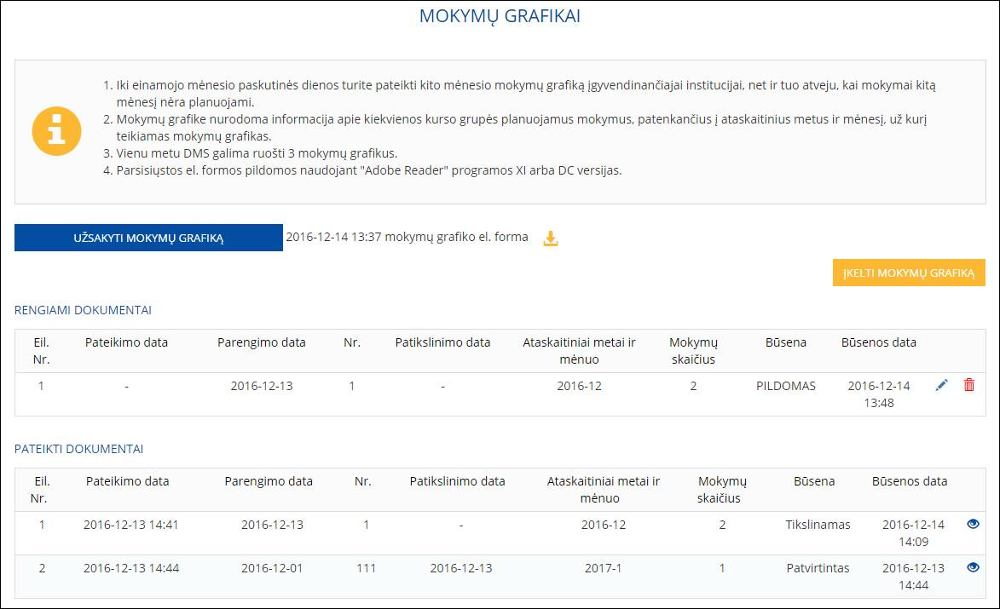 MOKYMŲ GRAFIKAI
1. Iki einamojo mėnesio paskutinės dienos turite pateikti kito mėnesio mokymų grafiką įgyvendinančiajai institucijai, net ir tuo atveju, kai mokymai kitą
mėnesį nėra planuojami.
2. Mokymų grafike nurodoma informacija apie kiekvienos kurso grupės planuojamus mokymus, patenkančius į ataskaitinius metus ir mėnesį, už kurį
teikiamas mokymų grafikas.
3. Vienu metu DMS galima ruošti 3 mokymų grafikus.
4. Parsisiųstos el. formos pildomos naudojant "Adobe Reader" programos XI arba DC versijas.
UŽSAKYTI MOKYMŲ GRAFIKĄ 2016-12-14 13:37 mokymų grafiko el. forma
ĮKELTI MOKYMŲ GRAFIKĄ
RENGIAMI DOKUMENTAI
Eil. Pateikimo data Parengimo data Nr. Patikslinimo data Ataskaitiniai metai ir Mokymų Būsena Būsenos data
Nr. mėnuo skaičius
1 - 2016-12-13 1 - 2016-12 2 PILDOMAS 2016-12-14
13:48
PATEIKTI DOKUMENTAI
Eil. Pateikimo data Parengimo data Nr. Patikslinimo data Ataskaitiniai metai ir Mokymų Būsena Būsenos data
Nr. mėnuo skaičius
1 2016-12-13 14:41 2016-12-13 1 - 2016-12 2 Tikslinamas 2016-12-14
14:09
2 2016-12-13 14:44 2016-12-01 111 2016-12-13 2017-1 1 Patvirtintas 2016-12-13
14:44